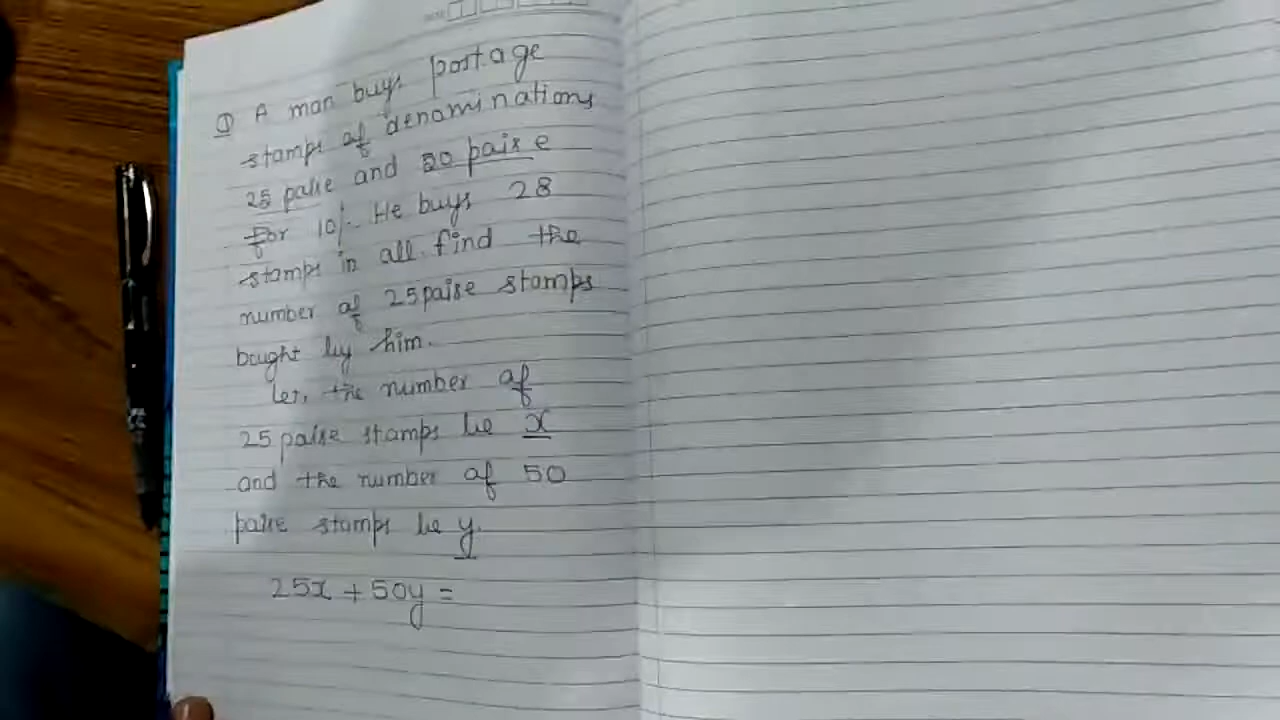 ① A man buys postage
stamps of denominations
25 paise and 50 paise
for 10/-. He buys 28
stamps in all. find the
number of 25 paise stamps
bought by him.
Let, the number of
25 paise stamps be x
and the number of 50
paise stamps be y.
25x + 50y =